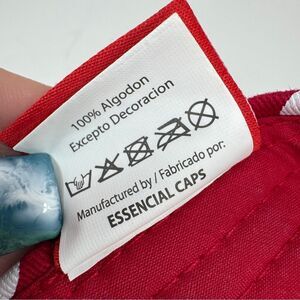 100% Algodon
Excepto Decoracion
Manufactured by / Fabricado por:
ESSENCIAL CAPS